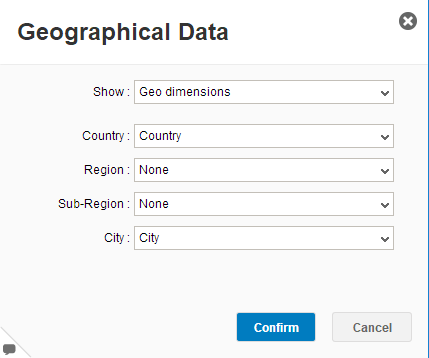 Geographical Data
Show : Geo dimensions
Country : Country
Region : None
Sub-Region : None
City : City
Confirm Cancel